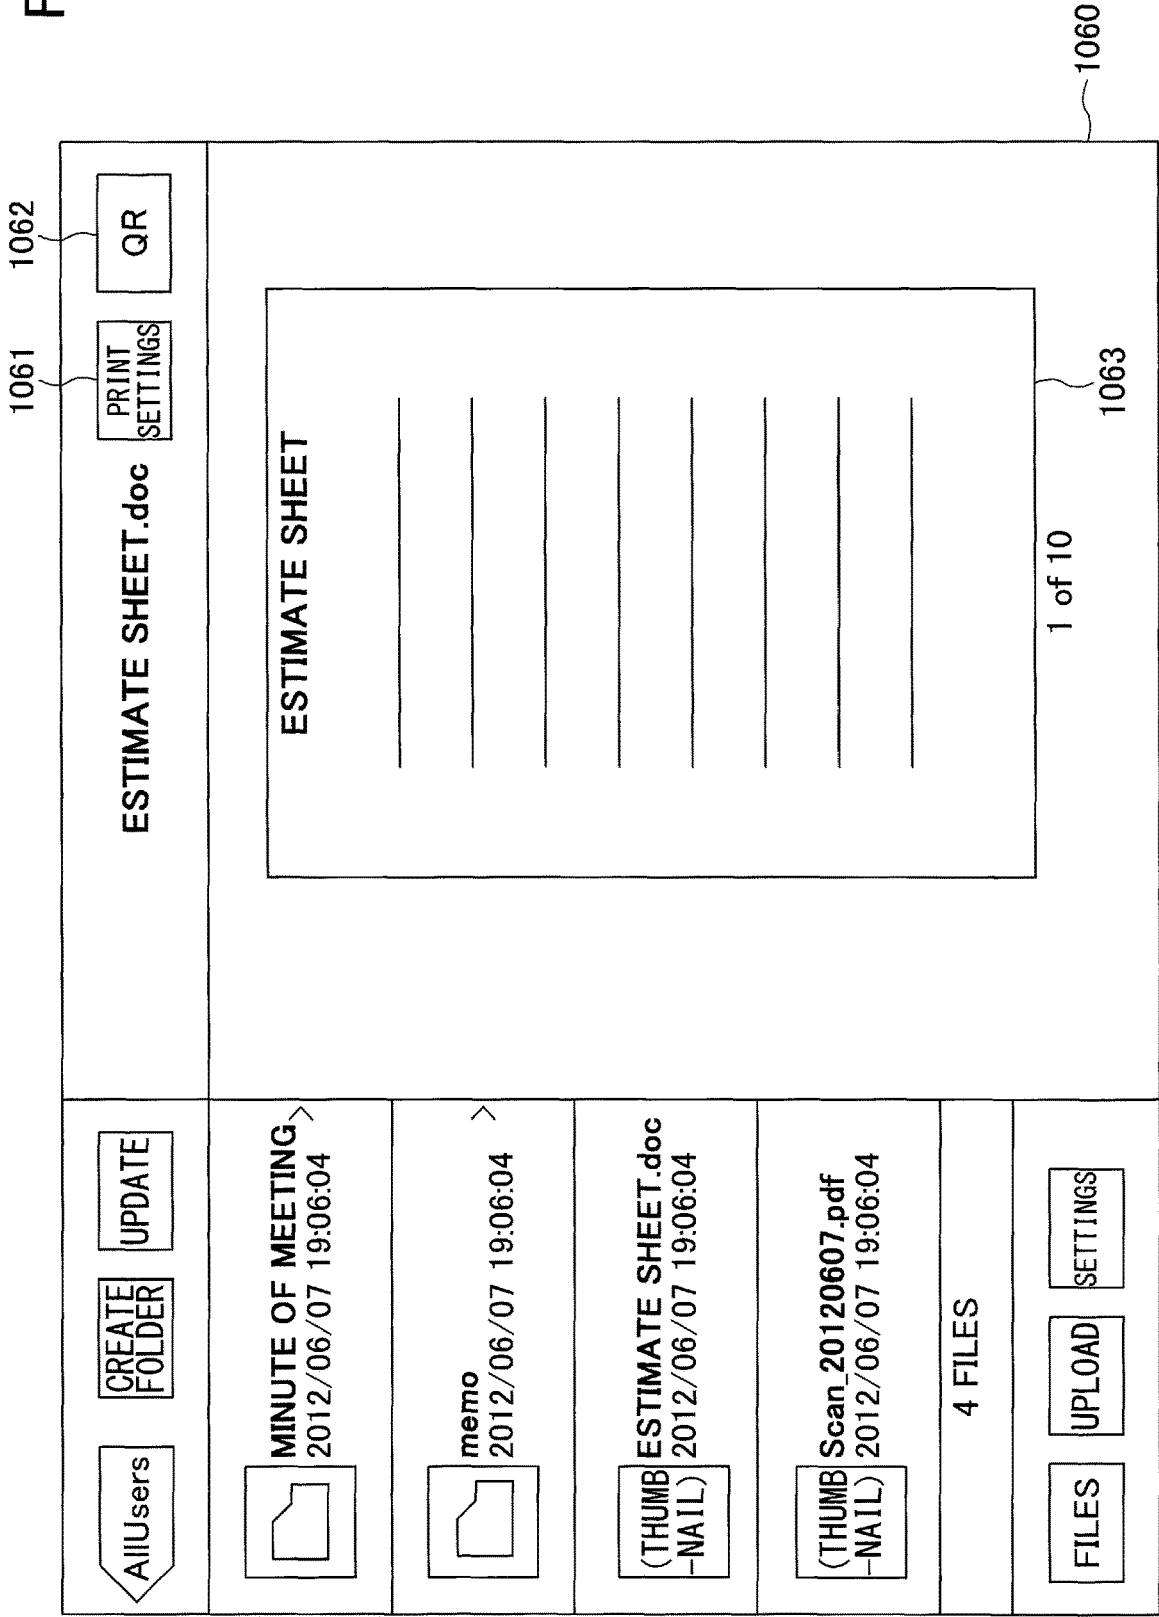 F
1061
1062
AllUsers
CREATE
FOLDER
UPDATE
ESTIMATE SHEET.doc
PRINT
SETTINGS
QR
MINUTE OF MEETING >
2012/06/07 19:06:04
memo >
2012/06/07 19:06:04
(THUMB
-NAIL)
ESTIMATE SHEET.doc
2012/06/07 19:06:04
(THUMB
-NAIL)
Scan_20120607.pdf
2012/06/07 19:06:04
4 FILES
FILES
UPLOAD
SETTINGS
ESTIMATE SHEET
1 of 10
1063
1060